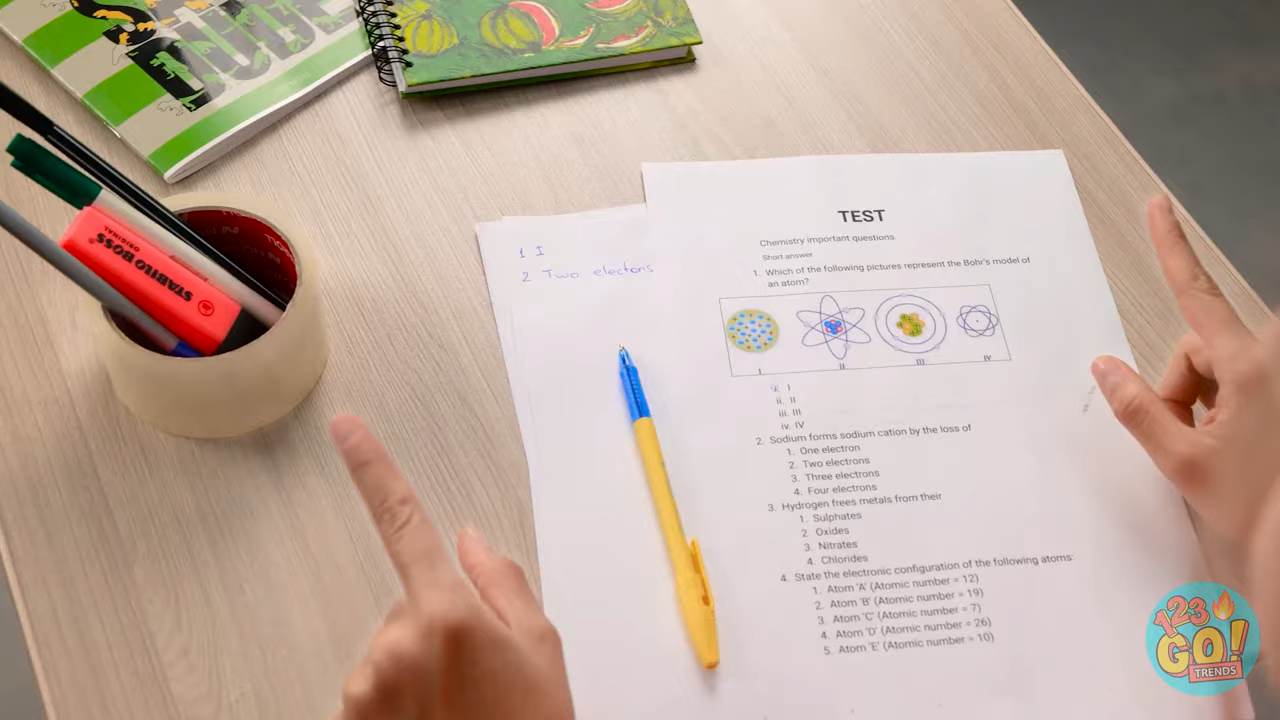 STABILO BOSS
ORIGINAL
1 I
2 Two electons
TEST
Chemistry important questions.
Short answer
1. Which of the following pictures represent the Bohr's model of
an atom?
I II III IV
I
ii. II
iii. III
iv. IV
2. Sodium forms sodium cation by the loss of
1. One electron
2. Two electrons
3. Three electrons
4. Four electrons
3. Hydrogen frees metals from their
1. Sulphates
2. Oxides
3. Nitrates
4. Chlorides
4. State the electronic configuration of the following atoms:
1. Atom 'A' (Atomic number = 12)
2. Atom 'B' (Atomic number = 19)
3. Atom 'C' (Atomic number = 7)
4. Atom 'D' (Atomic number = 26)
5. Atom 'E' (Atomic number = 10)
123
GO!
TRENDS